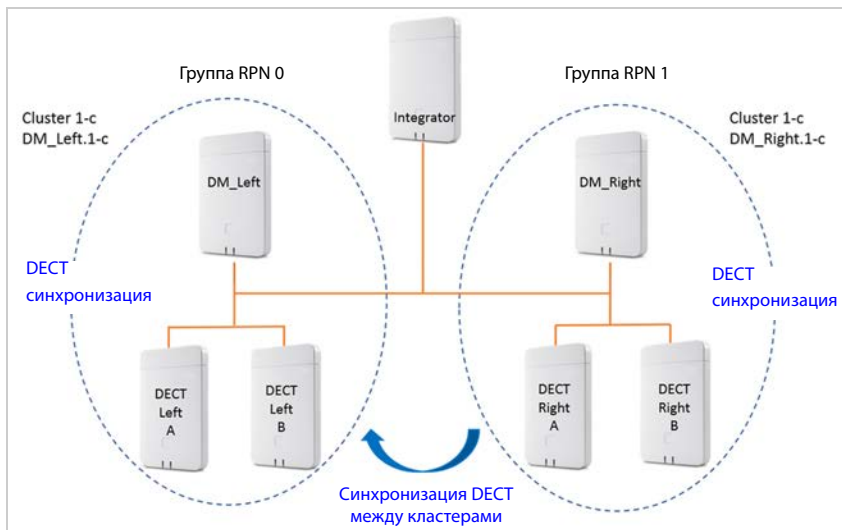 Группа RPN 0
Группа RPN 1
Cluster 1-c
DM_Left.1-c
Integrator
Cluster 1-c
DM_Right.1-c
DM_Left
DM_Right
DECT
синхронизация
DECT
синхронизация
DECT
Left
A
DECT
Left
B
DECT
Right
A
DECT
Right
B
Синхронизация DECT
между кластерами